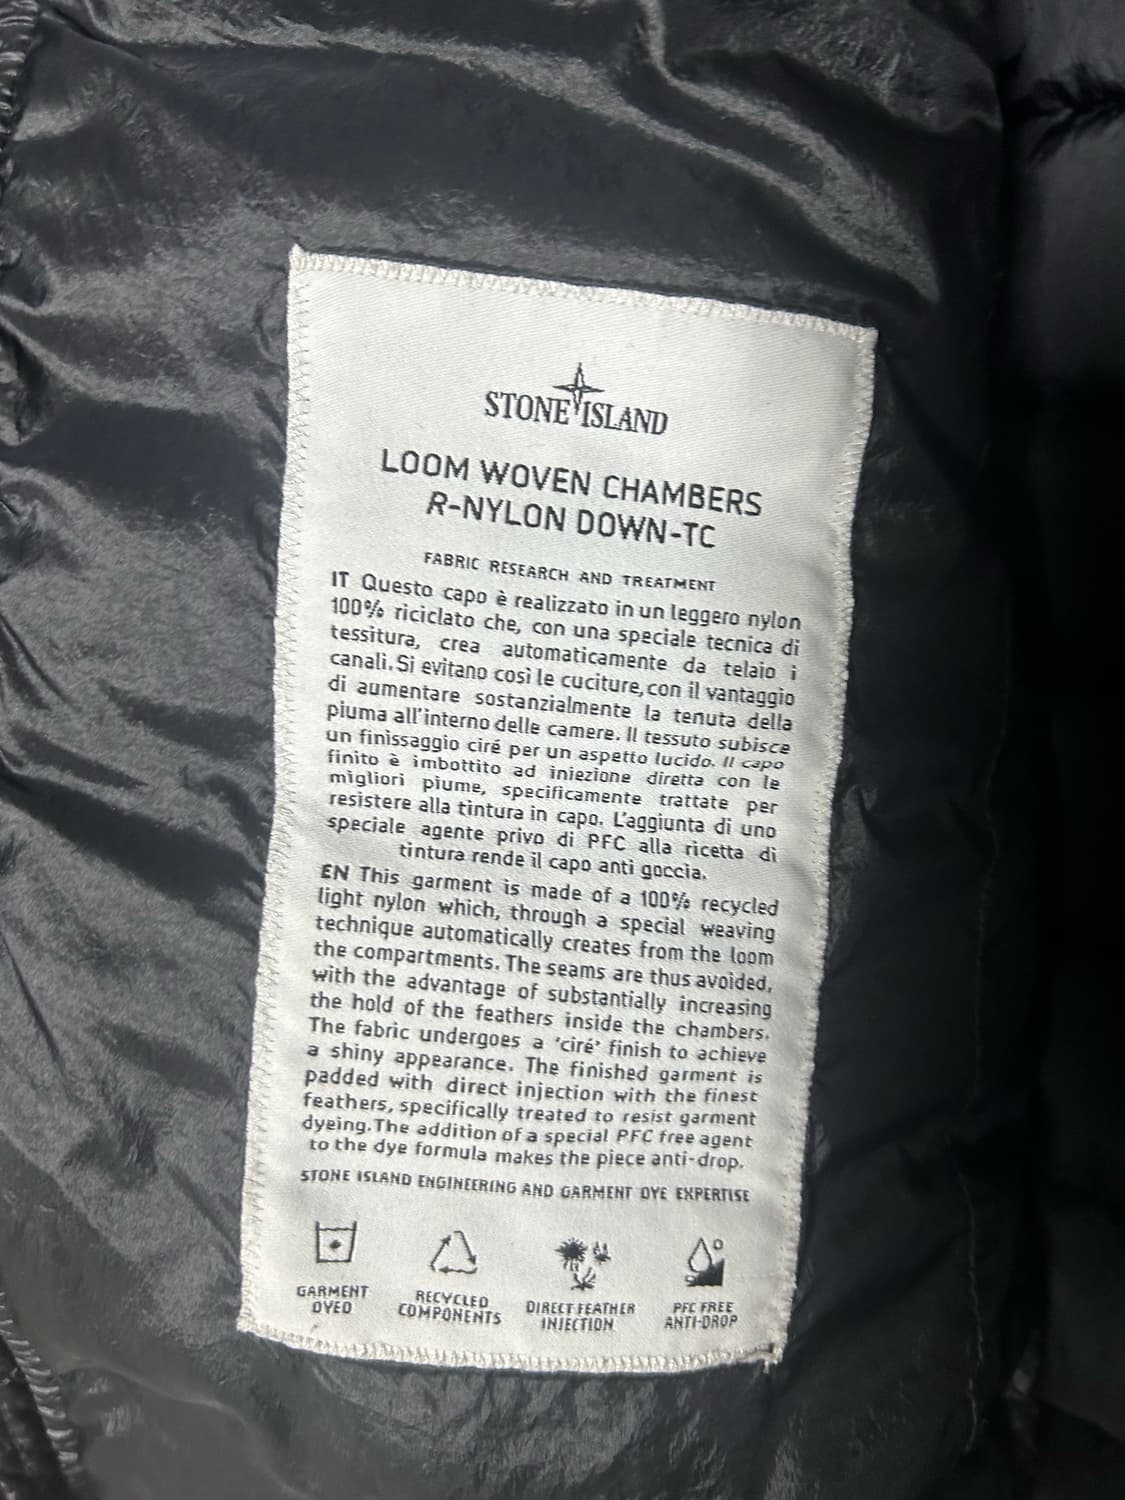 STONE ISLAND
LOOM WOVEN CHAMBERS
R-NYLON DOWN-TC
FABRIC RESEARCH AND TREATMENT
IT Questo capo è realizzato in un leggero nylon
100% riciclato che, con una speciale tecnica di
tessitura, crea automaticamente da telaio i
canali. Si evitano così le cuciture, con il vantaggio
di aumentare sostanzialmente la tenuta della
piuma all'interno delle camere. Il tessuto subisce
un finissaggio ciré per un aspetto lucido. Il capo
finito è imbottito ad iniezione diretta con le
migliori piume, specificamente trattate per
resistere alla tintura in capo. L'aggiunta di uno
speciale agente privo di PFC alla ricetta di
tintura rende il capo anti goccia.
EN This garment is made of a 100% recycled
light nylon which, through a special weaving
technique automatically creates from the loom
the compartments. The seams are thus avoided,
with the advantage of substantially increasing
the hold of the feathers inside the chambers.
The fabric undergoes a 'ciré' finish to achieve
a shiny appearance. The finished garment is
padded with direct injection with the finest
feathers, specifically treated to resist garment
dyeing. The addition of a special PFC free agent
to the dye formula makes the piece anti-drop.
STONE ISLAND ENGINEERING AND GARMENT DYE EXPERTISE
GARMENT
DYED
RECYCLED
COMPONENTS
DIRECT FEATHER
INJECTION
PFC FREE
ANTI-DROP